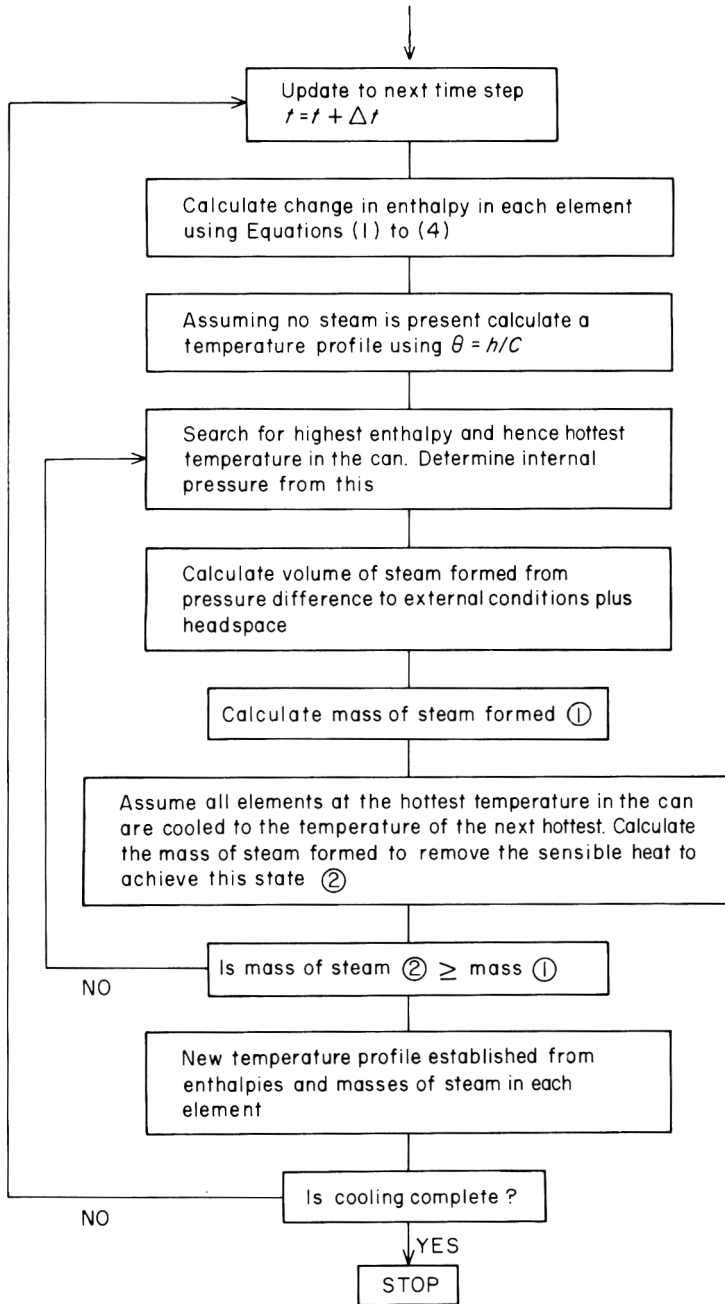 Update to next time step
t = t + Δt
Calculate change in enthalpy in each element
using Equations (1) to (4)
Assuming no steam is present calculate a
temperature profile using θ = h/C
Search for highest enthalpy and hence hottest
temperature in the can. Determine internal
pressure from this
Calculate volume of steam formed from
pressure difference to external conditions plus
headspace
Calculate mass of steam formed ①
Assume all elements at the hottest temperature in the can
are cooled to the temperature of the next hottest. Calculate
the mass of steam formed to remove the sensible heat to
achieve this state ②
Is mass of steam ② ≥ mass ①
NO
New temperature profile established from
enthalpies and masses of steam in each
element
Is cooling complete ?
NO
YES
STOP